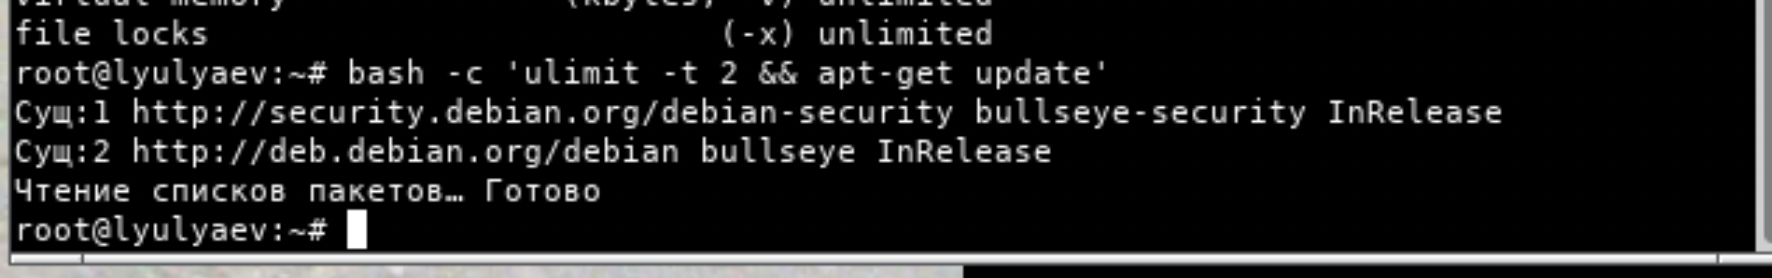 virtual memory (kbytes, -v) unlimited
file locks (-x) unlimited
root@lyulyaev:~# bash -c 'ulimit -t 2 && apt-get update'
Сущ:1 http://security.debian.org/debian-security bullseye-security InRelease
Сущ:2 http://deb.debian.org/debian bullseye InRelease
Чтение списков пакетов… Готово
root@lyulyaev:~#